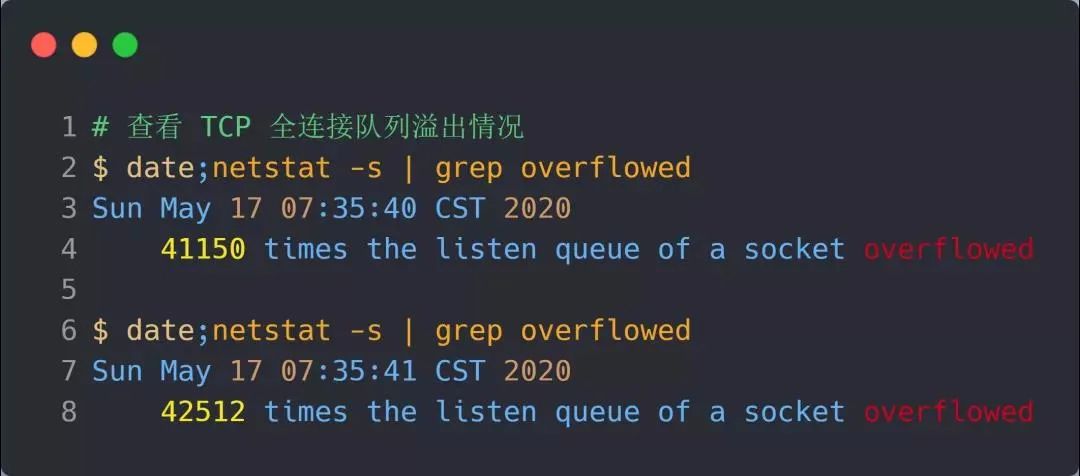 1 # 查看 TCP 全连接队列溢出情况
2 $ date;netstat -s | grep overflowed
3 Sun May 17 07:35:40 CST 2020
4     41150 times the listen queue of a socket overflowed
5
6 $ date;netstat -s | grep overflowed
7 Sun May 17 07:35:41 CST 2020
8     42512 times the listen queue of a socket overflowed